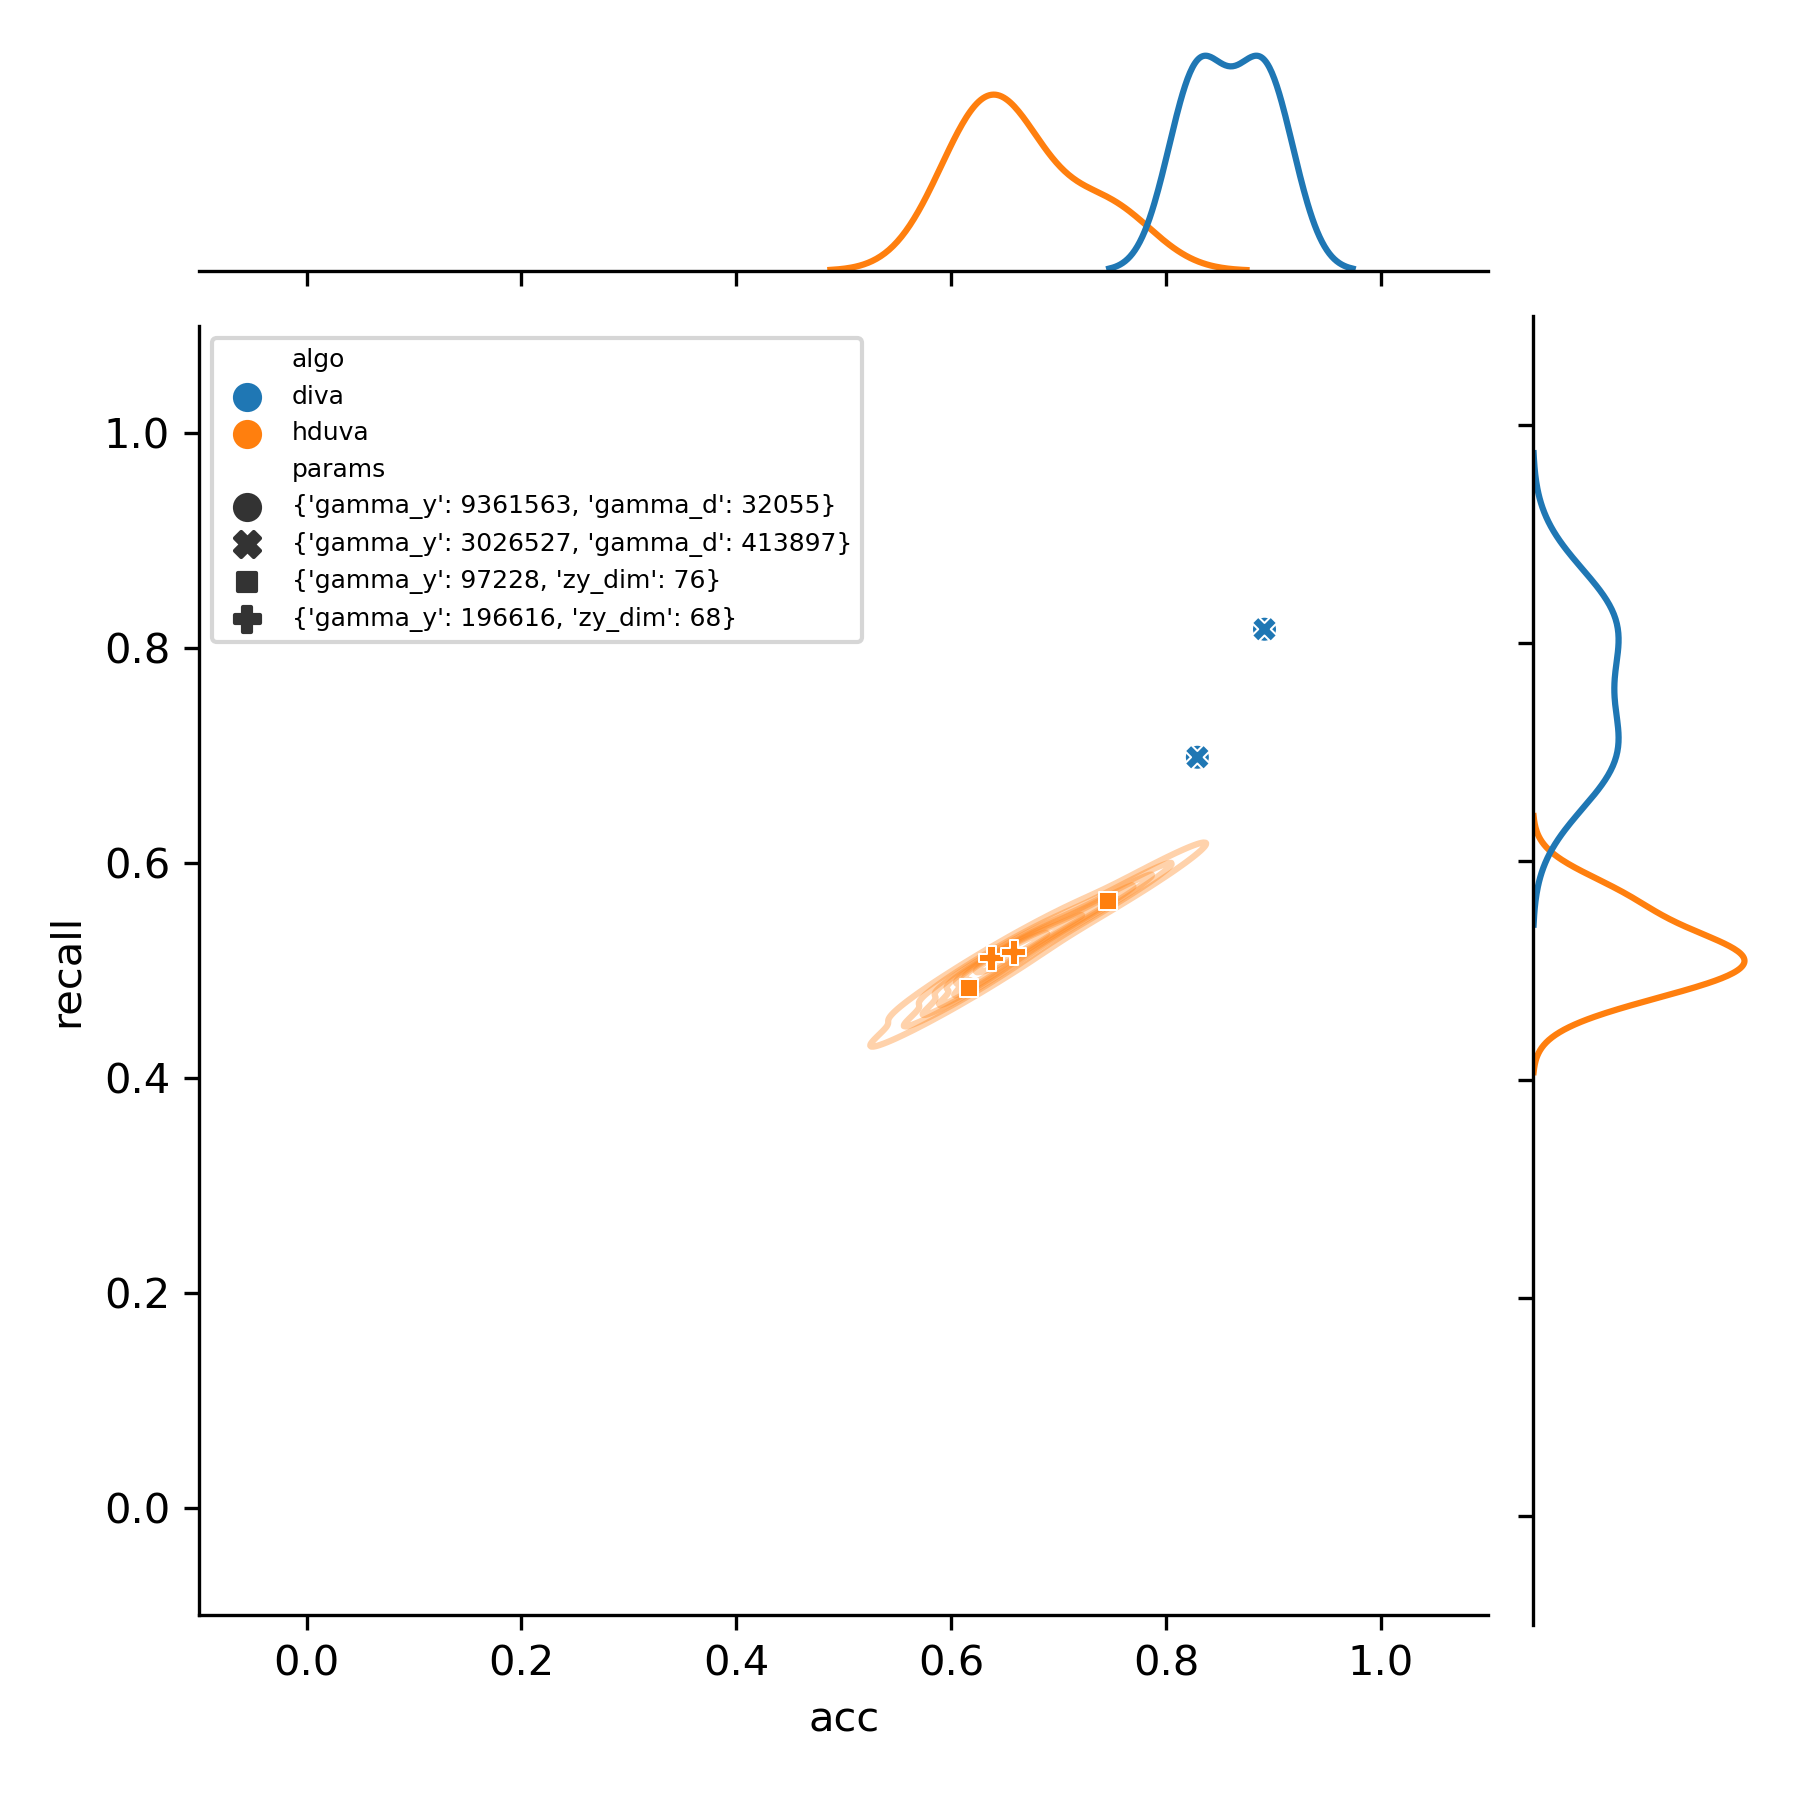 algo
diva
hduva
params
{'gamma_y': 9361563, 'gamma_d': 32055}
{'gamma_y': 3026527, 'gamma_d': 413897}
{'gamma_y': 97228, 'zy_dim': 76}
{'gamma_y': 196616, 'zy_dim': 68}
1.0
0.8
0.6
0.4
0.2
0.0
recall
0.0 0.2 0.4 0.6 0.8 1.0
acc